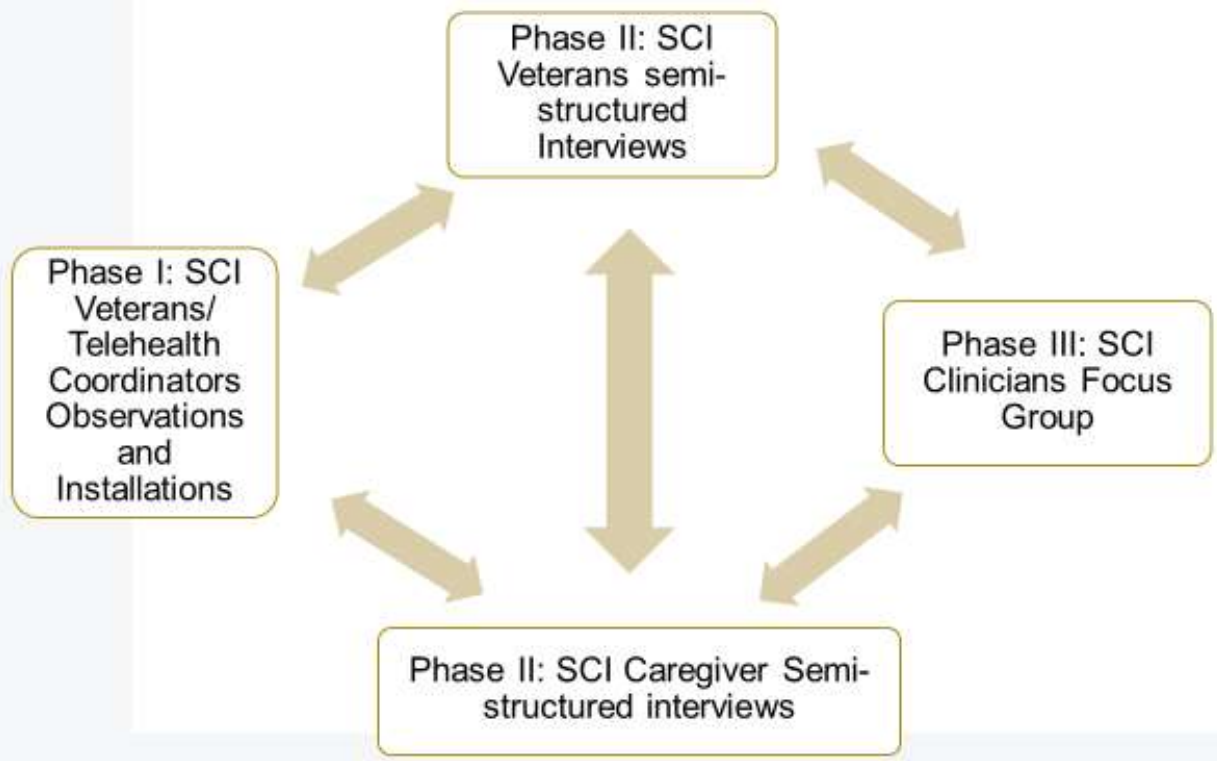 Phase II: SCI
Veterans semi-
structured
Interviews
Phase I: SCI
Veterans/
Telehealth
Coordinators
Observations
and
Installations
Phase III: SCI
Clinicians Focus
Group
Phase II: SCI Caregiver Semi-
structured interviews